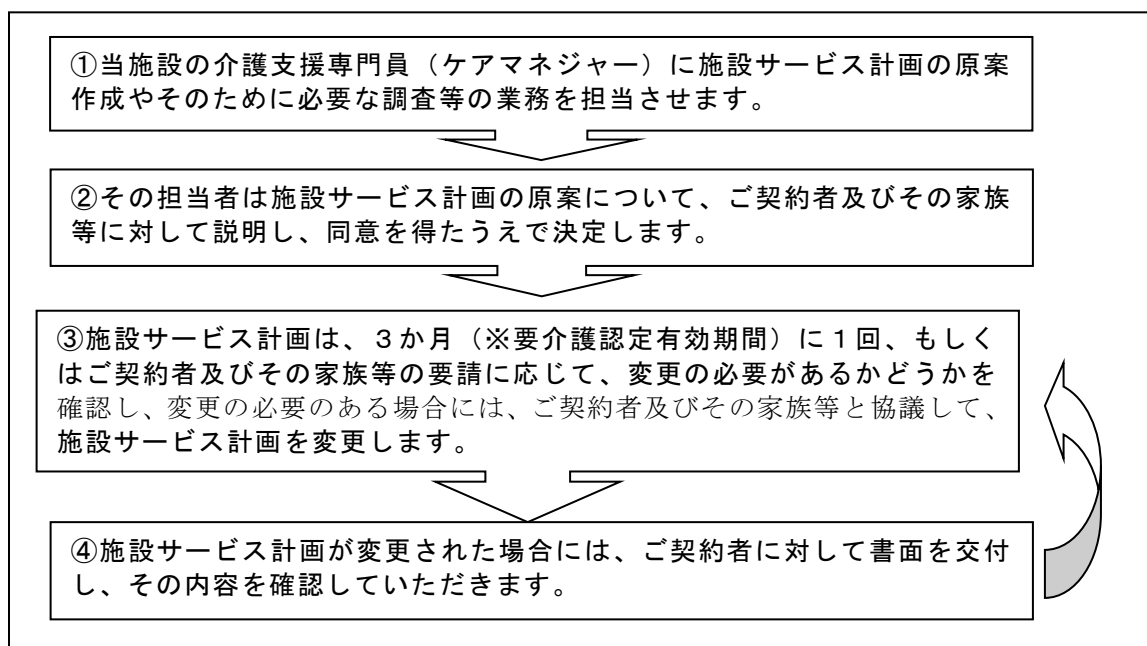 ①当施設の介護支援専門員（ケアマネジャー）に施設サービス計画の原案
作成やそのために必要な調査等の業務を担当させます。
②その担当者は施設サービス計画の原案について、ご契約者及びその家族
等に対して説明し、同意を得たうえで決定します。
③施設サービス計画は、３か月（※要介護認定有効期間）に１回、もしく
はご契約者及びその家族等の要請に応じて、変更の必要があるかどうかを
確認し、変更の必要のある場合には、ご契約者及びその家族等と協議して、
施設サービス計画を変更します。
④施設サービス計画が変更された場合には、ご契約者に対して書面を交付
し、その内容を確認していただきます。